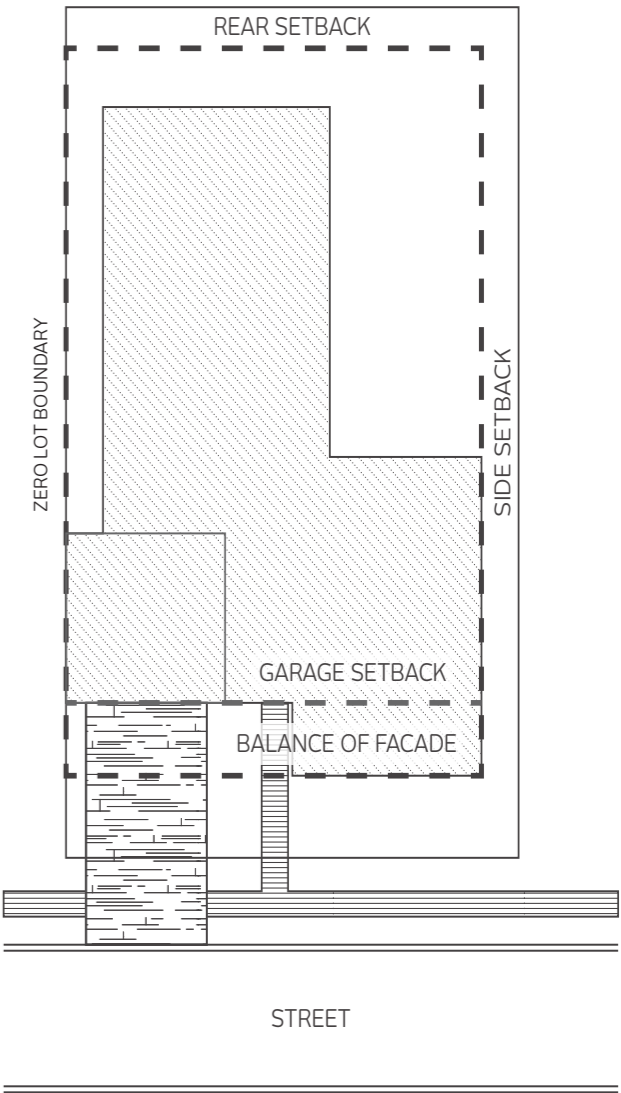 REAR SETBACK
ZERO LOT BOUNDARY
SIDE SETBACK
GARAGE SETBACK
BALANCE OF FACADE
STREET